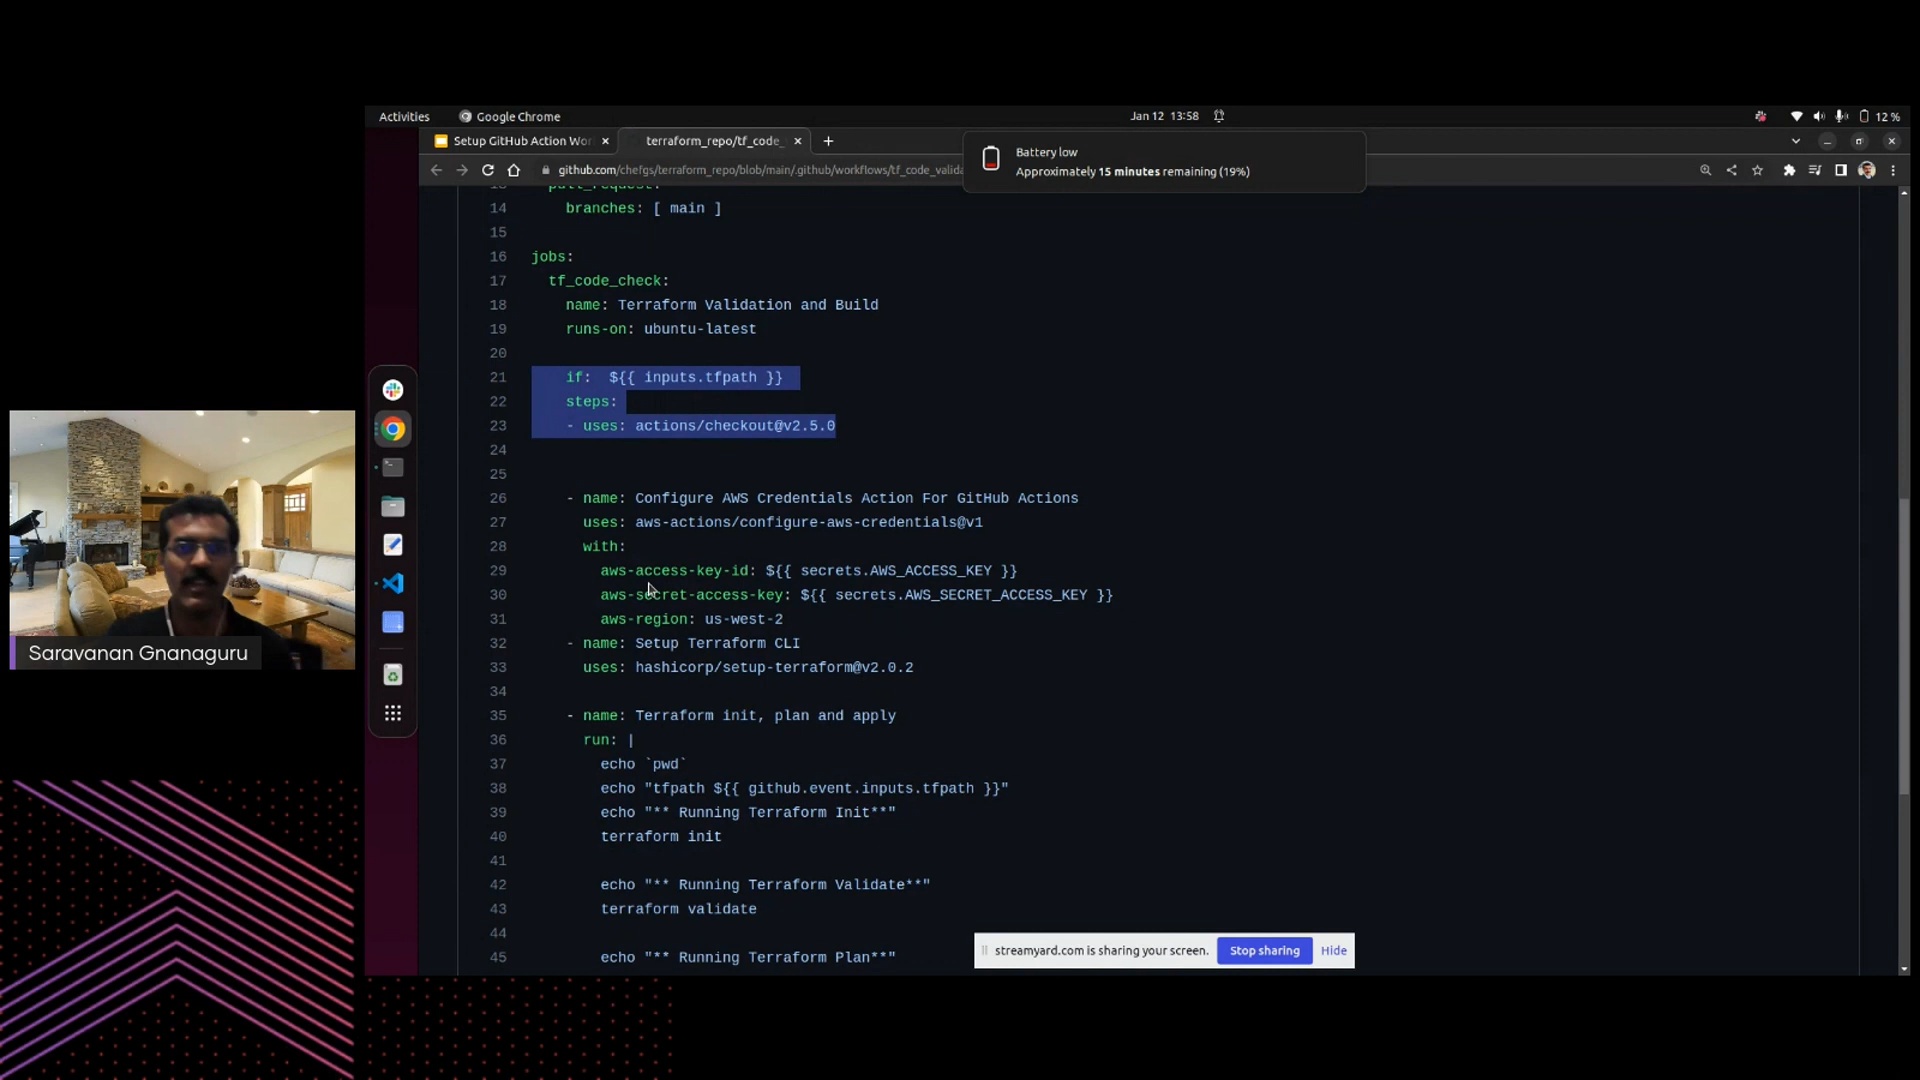 Activities
Google Chrome
Jan 12 13:58
12 %
Setup GitHub Action Wor
terraform_repo/tf_code_
github.com/chefgs/terraform_repo/blob/main/.github/workflows/tf_code_valida
Battery low
Approximately 15 minutes remaining (19%)
pull_request:
14 branches: [ main ]
15
16 jobs:
17 tf_code_check:
18 name: Terraform Validation and Build
19 runs-on: ubuntu-latest
20
21 if: ${{ inputs.tfpath }}
22 steps:
23 - uses: actions/checkout@v2.5.0
24
25
26 - name: Configure AWS Credentials Action For GitHub Actions
27 uses: aws-actions/configure-aws-credentials@v1
28 with:
29 aws-access-key-id: ${{ secrets.AWS_ACCESS_KEY }}
30 aws-secret-access-key: ${{ secrets.AWS_SECRET_ACCESS_KEY }}
31 aws-region: us-west-2
32 - name: Setup Terraform CLI
33 uses: hashicorp/setup-terraform@v2.0.2
34
35 - name: Terraform init, plan and apply
36 run: |
37 echo `pwd`
38 echo "tfpath ${{ github.event.inputs.tfpath }}"
39 echo "** Running Terraform Init**"
40 terraform init
41
42 echo "** Running Terraform Validate**"
43 terraform validate
44
45 echo "** Running Terraform Plan**"
streamyard.com is sharing your screen.
Stop sharing
Hide
Saravanan Gnanaguru